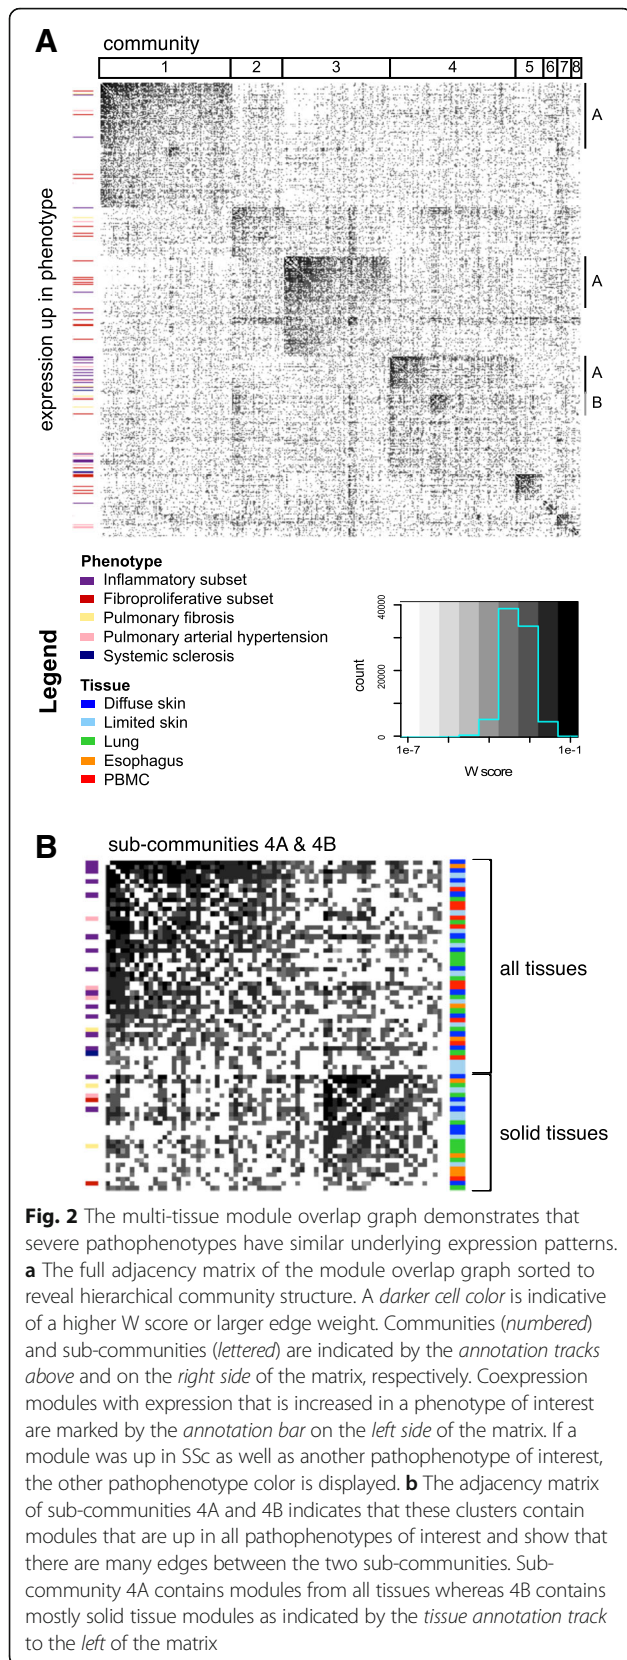 A
community
1 2 3 4 5 6 7 8
expression up in phenotype
A
A
A
B
Legend
Phenotype
Inflammatory subset
Fibroproliferative subset
Pulmonary fibrosis
Pulmonary arterial hypertension
Systemic sclerosis
Tissue
Diffuse skin
Limited skin
Lung
Esophagus
PBMC
count
0 20000 40000
1e-7 1e-1
W score
B
sub-communities 4A & 4B
all tissues
solid tissues
Fig. 2 The multi-tissue module overlap graph demonstrates that
severe pathophenotypes have similar underlying expression patterns.
a The full adjacency matrix of the module overlap graph sorted to
reveal hierarchical community structure. A darker cell color is indicative
of a higher W score or larger edge weight. Communities (numbered)
and sub-communities (lettered) are indicated by the annotation tracks
above and on the right side of the matrix, respectively. Coexpression
modules with expression that is increased in a phenotype of interest
are marked by the annotation bar on the left side of the matrix. If a
module was up in SSc as well as another pathophenotype of interest,
the other pathophenotype color is displayed. b The adjacency matrix
of sub-communities 4A and 4B indicates that these clusters contain
modules that are up in all pathophenotypes of interest and show that
there are many edges between the two sub-communities. Sub-
community 4A contains modules from all tissues whereas 4B contains
mostly solid tissue modules as indicated by the tissue annotation track
to the left of the matrix